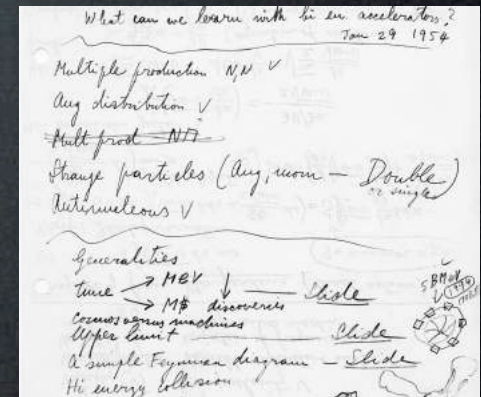 What can we learn with hi en. accelerators?
Jan 29 1954
Multiple production N,N. V
Ang distribution V
Mult prod Nπ
Strange particles (Ang, mom — Double
or single)
Antinucleons V
Generalities
time → MeV ↓ — Slide
→ M$ discoveries
Cosmos versus machines
Upper limit — Slide
A simple Feynman diagram — Slide
Hi energy collision
1994